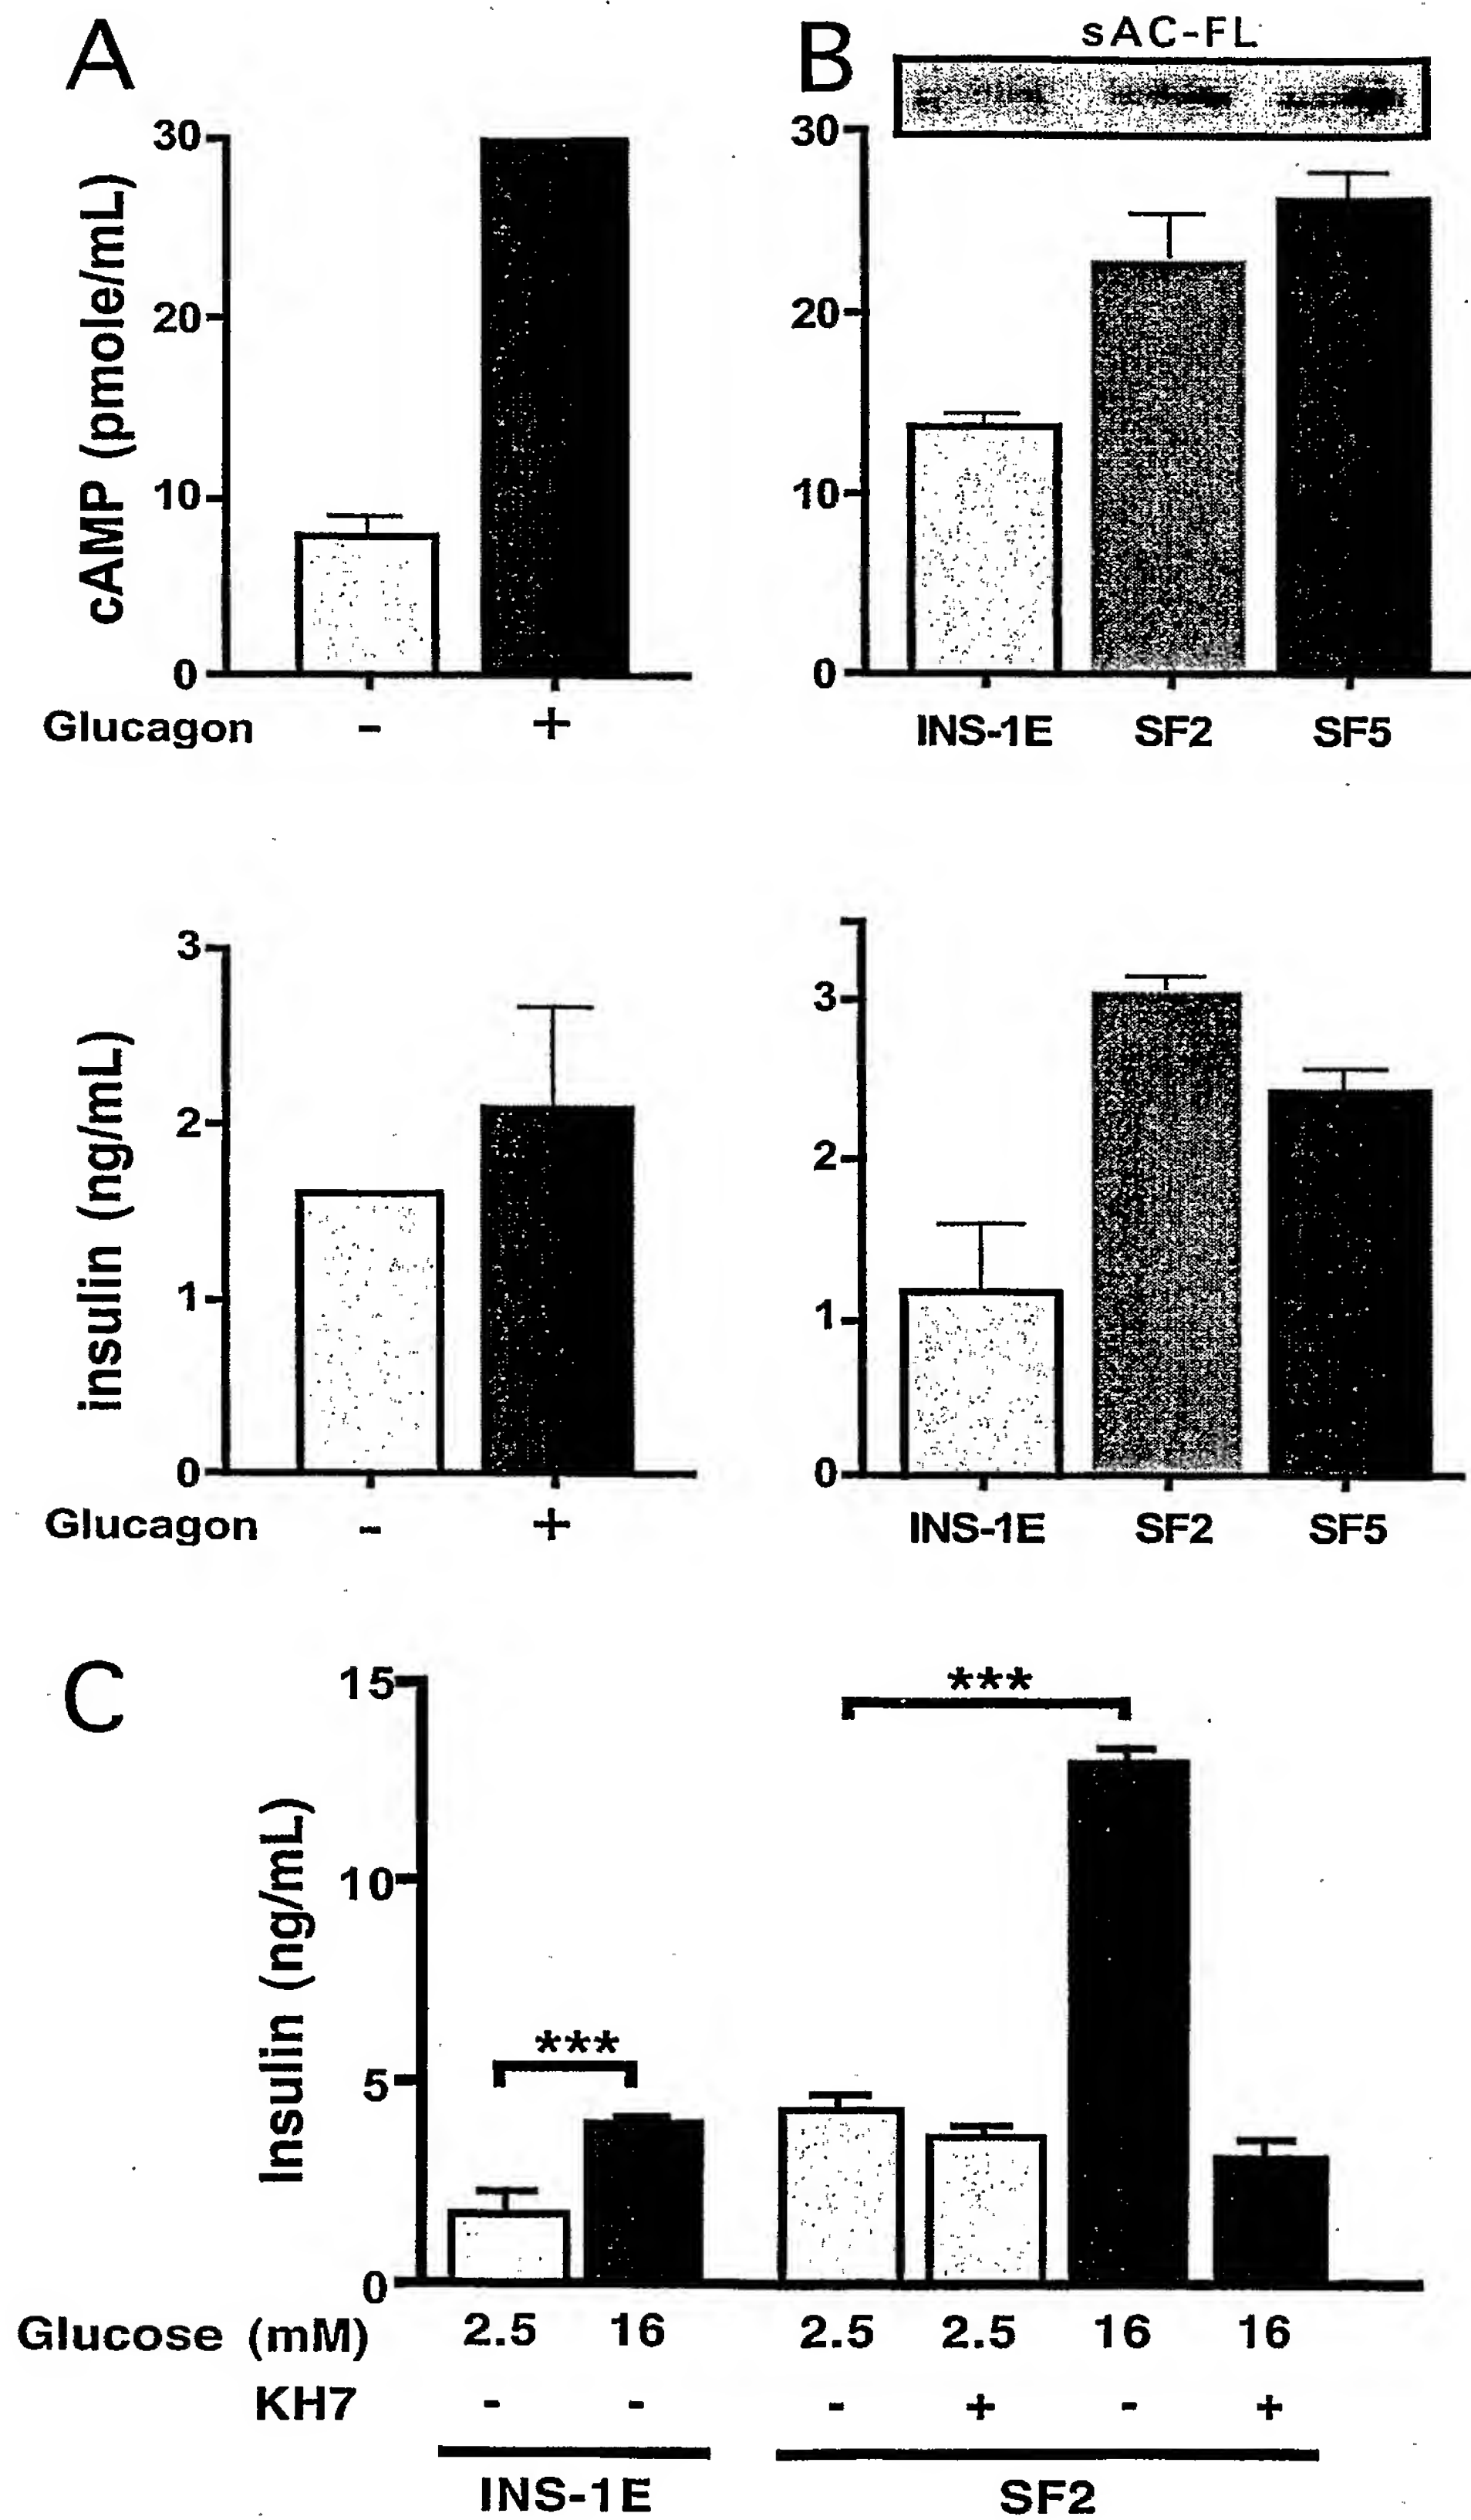 A
30
20
10
0
cAMP (pmole/mL)
Glucagon - +
B
sAC-FL
30
20
10
0
INS-1E SF2 SF5
3
2
1
0
insulin (ng/mL)
Glucagon - +
3
2
1
0
INS-1E SF2 SF5
C
15
10
5
0
Insulin (ng/mL)
***
***
Glucose (mM) 2.5 16 2.5 2.5 16 16
KH7 - - - + - +
INS-1E SF2